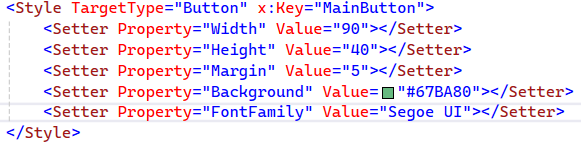 <Style TargetType="Button" x:Key="MainButton">
<Setter Property="Width" Value="90"></Setter>
<Setter Property="Height" Value="40"></Setter>
<Setter Property="Margin" Value="5"></Setter>
<Setter Property="Background" Value="#67BA80"></Setter>
<Setter Property="FontFamily" Value="Segoe UI"></Setter>
</Style>